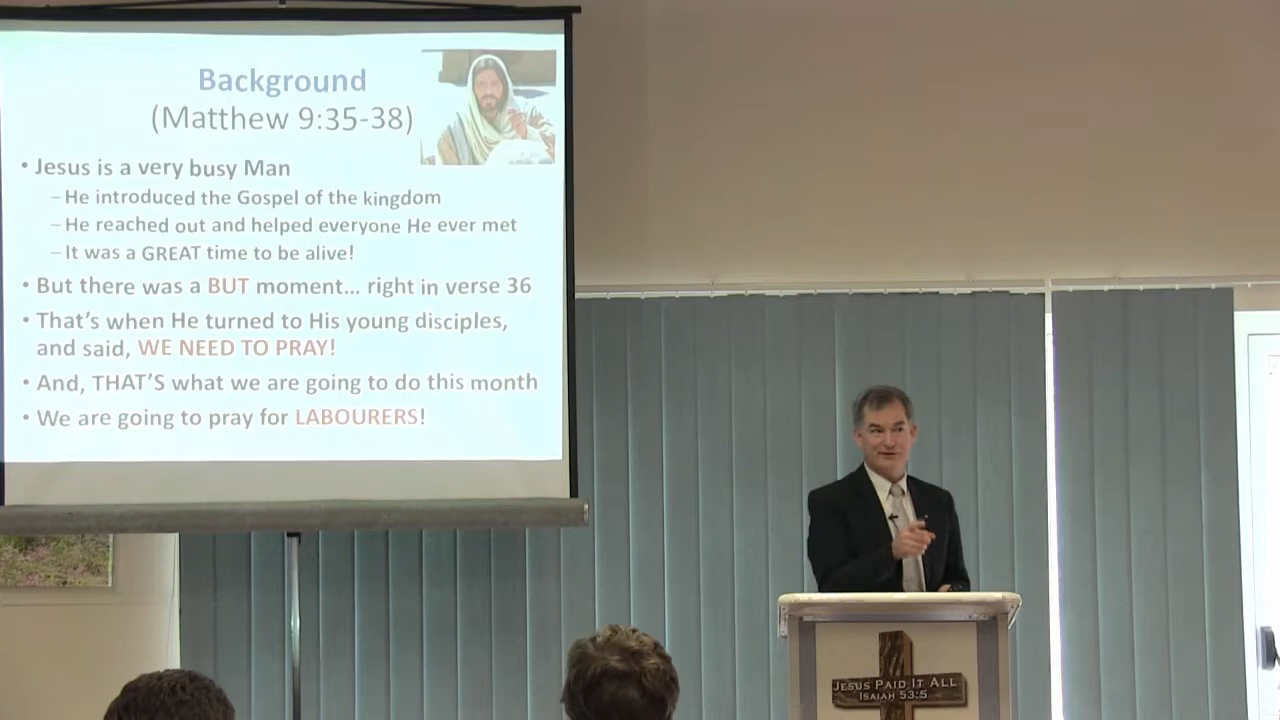 Background
(Matthew 9:35-38)
• Jesus is a very busy Man
– He introduced the Gospel of the kingdom
– He reached out and helped everyone He ever met
– It was a GREAT time to be alive!
• But there was a BUT moment... right in verse 36
• That's when He turned to His young disciples,
and said, WE NEED TO PRAY!
• And, THAT'S what we are going to do this month
• We are going to pray for LABOURERS!
JESUS PAID IT ALL
ISAIAH 53:5